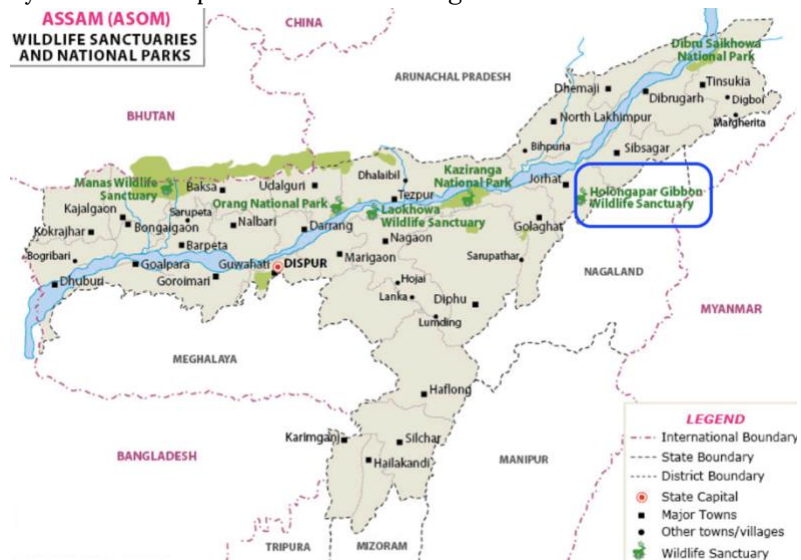 ASSAM (ASOM)
WILDLIFE SANCTUARIES
AND NATIONAL PARKS
CHINA
Dibru Saikhowa
National Park
ARUNACHAL PRADESH
Dhemaji
Tinsukia
Dibrugarh
Digboi
BHUTAN
North Lakhimpur
Margherita
Bihpuria
Sibsagar
Dhalaibil
Kaziranga
National Park
Jorhat
Manas Wildlife
Sanctuary
Baksa
Udalguri
Tezpur
Holongapar Gibbon
Wildlife Sanctuary
Orang National Park
Laokhowa
Wildlife Sanctuary
Kajalgaon
Sarupeta
Golaghat
Kokrajhar
Bongaigaon
Nalbari
Darrang
Nagaon
Barpeta
Sarupathar
Bogribari
Goalpara
Guwahati
DISPUR
Marigaon
NAGALAND
Dhuburi
Goroimari
Hojai
Lanka
Diphu
MYANMAR
Lumding
MEGHALAYA
Haflong
LEGEND
International Boundary
State Boundary
District Boundary
State Capital
Major Towns
Other towns/villages
Wildlife Sanctuary
Karimganj
Silchar
BANGLADESH
Hailakandi
MANIPUR
TRIPURA
MIZORAM